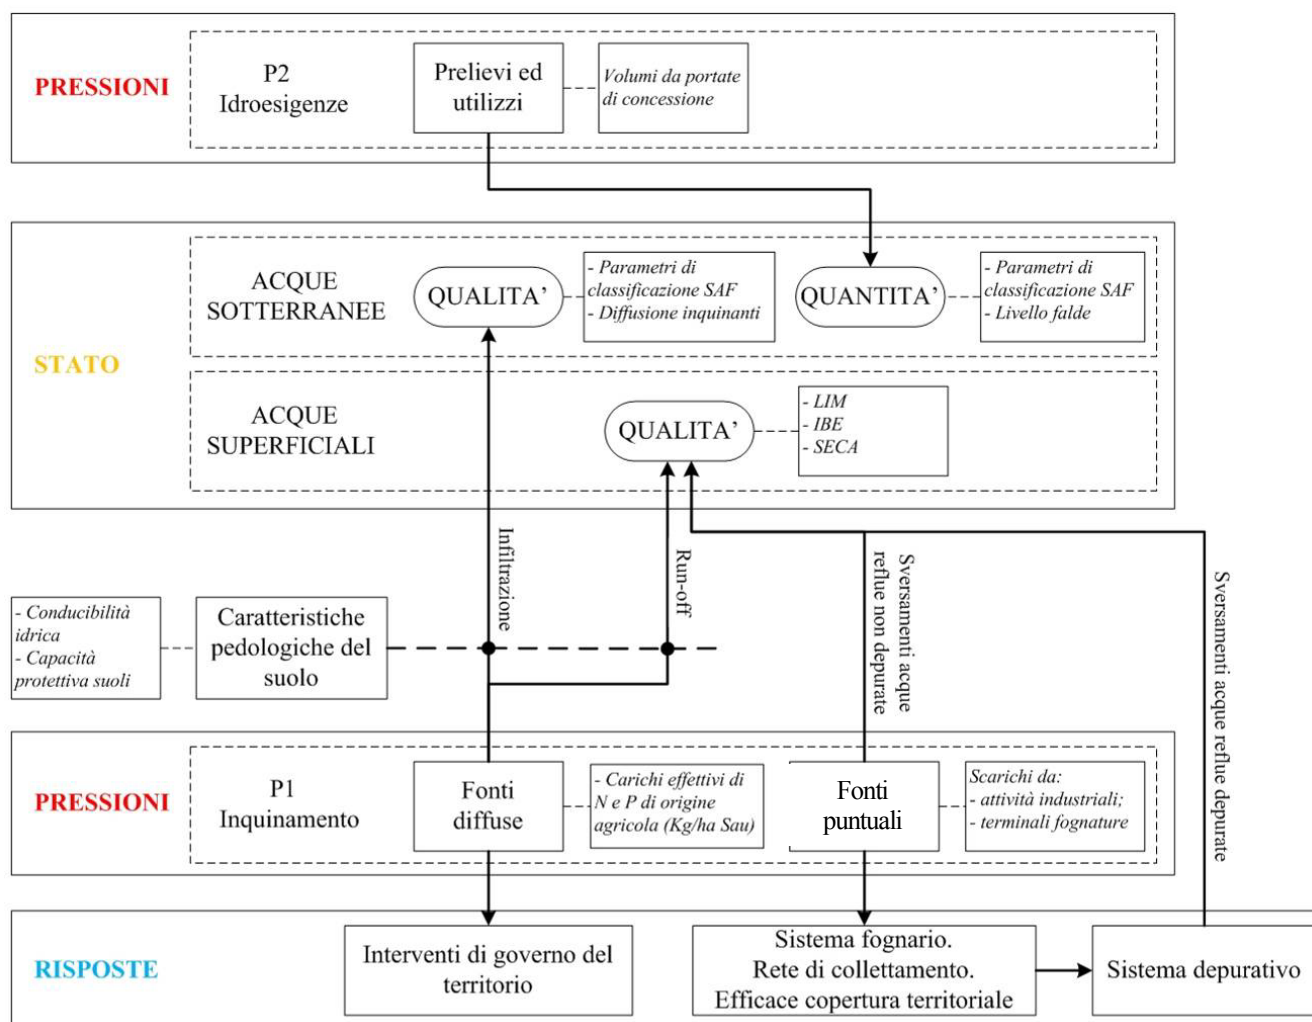 PRESSIONI
P2
Idroesigenze
Prelievi ed
utilizzi
Volumi da portate
di concessione
STATO
ACQUE
SOTTERRANEE
QUALITA’
- Parametri di
classificazione SAF
- Diffusione inquinanti
QUANTITA’
- Parametri di
classificazione SAF
- Livello falde
ACQUE
SUPERFICIALI
QUALITA’
- LIM
- IBE
- SECA
Infiltrazione
Run-off
Sversamenti acque
reflue non depurate
Sversamenti acque reflue depurate
- Conducibilità
idrica
- Capacità
protettiva suoli
Caratteristiche
pedologiche del
suolo
PRESSIONI
P1
Inquinamento
Fonti
diffuse
- Carichi effettivi di
N e P di origine
agricola (Kg/ha Sau)
Fonti
puntuali
Scarichi da:
- attività industriali;
- terminali fognature
RISPOSTE
Interventi di governo del
territorio
Sistema fognario.
Rete di collettamento.
Efficace copertura territoriale
Sistema depurativo